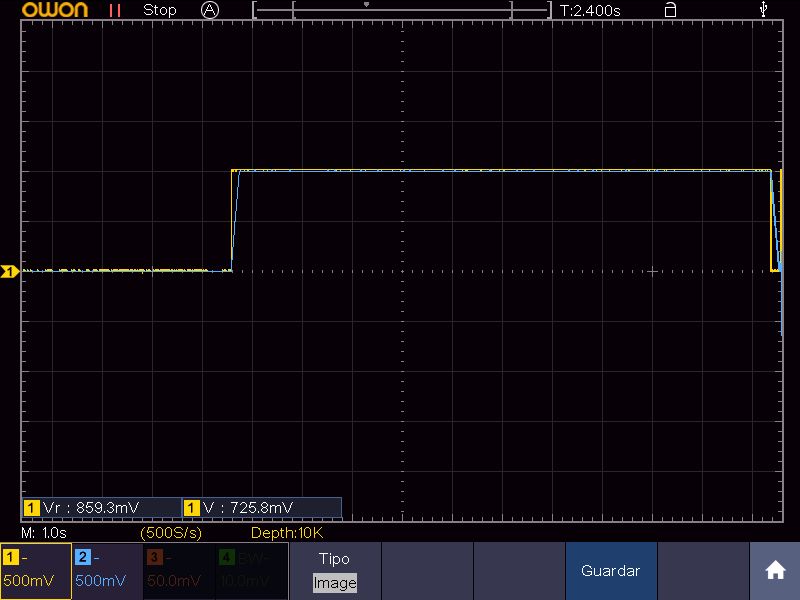 OWON Stop A T:2.400s
1
1 Vr : 859.3mV 1 V : 725.8mV
M: 1.0s (500S/s) Depth:10K
1 - 2 - 3 - 4 BW- Tipo
500mV 500mV 50.0mV 10.0mV Image Guardar